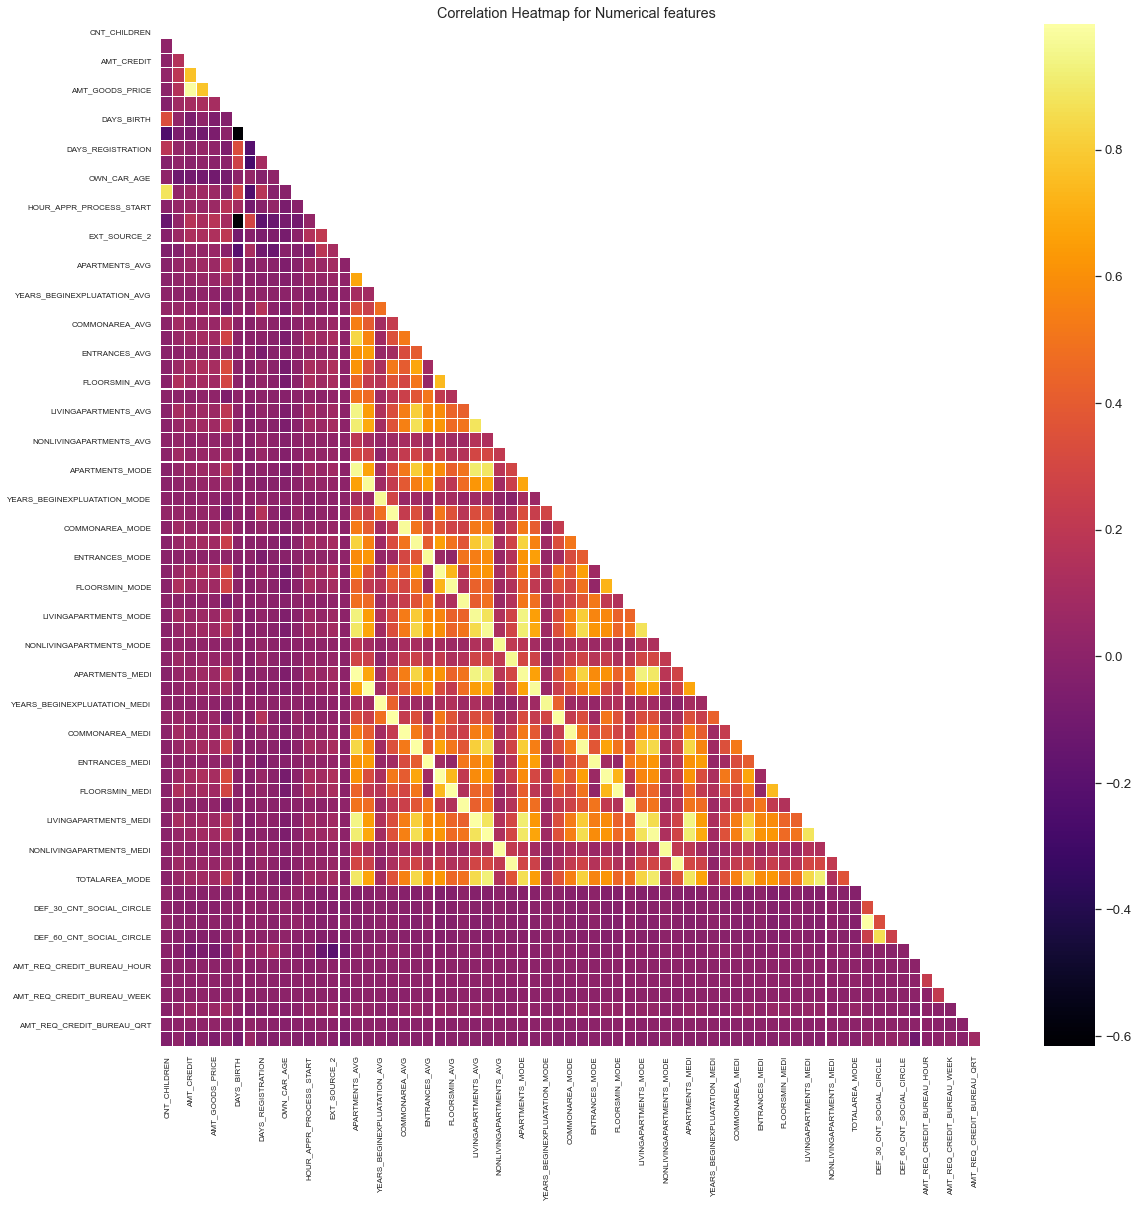 Correlation Heatmap for Numerical features
CNT_CHILDREN
AMT_CREDIT
AMT_GOODS_PRICE
DAYS_BIRTH
DAYS_REGISTRATION
OWN_CAR_AGE
HOUR_APPR_PROCESS_START
EXT_SOURCE_2
APARTMENTS_AVG
YEARS_BEGINEXPLUATATION_AVG
COMMONAREA_AVG
ENTRANCES_AVG
FLOORSMIN_AVG
LIVINGAPARTMENTS_AVG
NONLIVINGAPARTMENTS_AVG
APARTMENTS_MODE
YEARS_BEGINEXPLUATATION_MODE
COMMONAREA_MODE
ENTRANCES_MODE
FLOORSMIN_MODE
LIVINGAPARTMENTS_MODE
NONLIVINGAPARTMENTS_MODE
APARTMENTS_MEDI
YEARS_BEGINEXPLUATATION_MEDI
COMMONAREA_MEDI
ENTRANCES_MEDI
FLOORSMIN_MEDI
LIVINGAPARTMENTS_MEDI
NONLIVINGAPARTMENTS_MEDI
TOTALAREA_MODE
DEF_30_CNT_SOCIAL_CIRCLE
DEF_60_CNT_SOCIAL_CIRCLE
AMT_REQ_CREDIT_BUREAU_HOUR
AMT_REQ_CREDIT_BUREAU_WEEK
AMT_REQ_CREDIT_BUREAU_QRT
CNT_CHILDREN
AMT_CREDIT
AMT_GOODS_PRICE
DAYS_BIRTH
DAYS_REGISTRATION
OWN_CAR_AGE
HOUR_APPR_PROCESS_START
EXT_SOURCE_2
APARTMENTS_AVG
YEARS_BEGINEXPLUATATION_AVG
COMMONAREA_AVG
ENTRANCES_AVG
FLOORSMIN_AVG
LIVINGAPARTMENTS_AVG
NONLIVINGAPARTMENTS_AVG
APARTMENTS_MODE
YEARS_BEGINEXPLUATATION_MODE
COMMONAREA_MODE
ENTRANCES_MODE
FLOORSMIN_MODE
LIVINGAPARTMENTS_MODE
NONLIVINGAPARTMENTS_MODE
APARTMENTS_MEDI
YEARS_BEGINEXPLUATATION_MEDI
COMMONAREA_MEDI
ENTRANCES_MEDI
FLOORSMIN_MEDI
LIVINGAPARTMENTS_MEDI
NONLIVINGAPARTMENTS_MEDI
TOTALAREA_MODE
DEF_30_CNT_SOCIAL_CIRCLE
DEF_60_CNT_SOCIAL_CIRCLE
AMT_REQ_CREDIT_BUREAU_HOUR
AMT_REQ_CREDIT_BUREAU_WEEK
AMT_REQ_CREDIT_BUREAU_QRT
0.8
0.6
0.4
0.2
0.0
−0.2
−0.4
−0.6